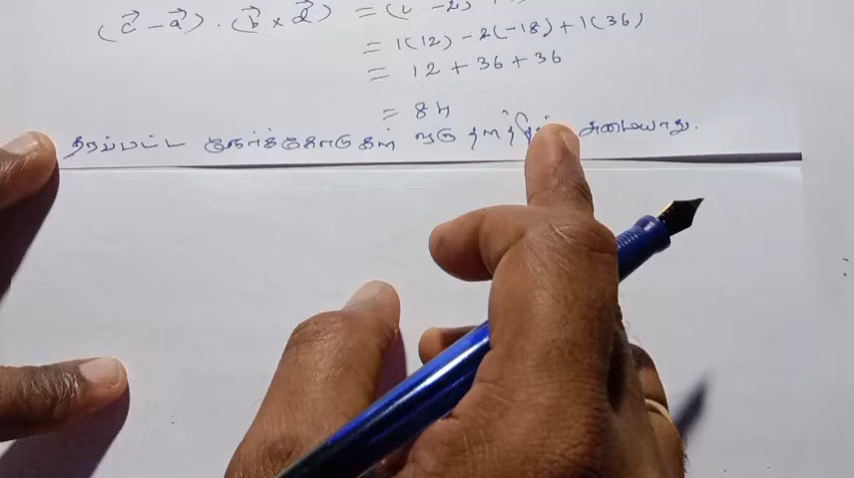 (c⃗ − a⃗) · (b⃗ × d⃗) = (
= 1(12) − 2(−18) + 1(36)
= 12 + 36 + 36
= 84
தரப்பட்ட நேர்க்கோடுகள் ஒரு தளத்தில் அமையாது.